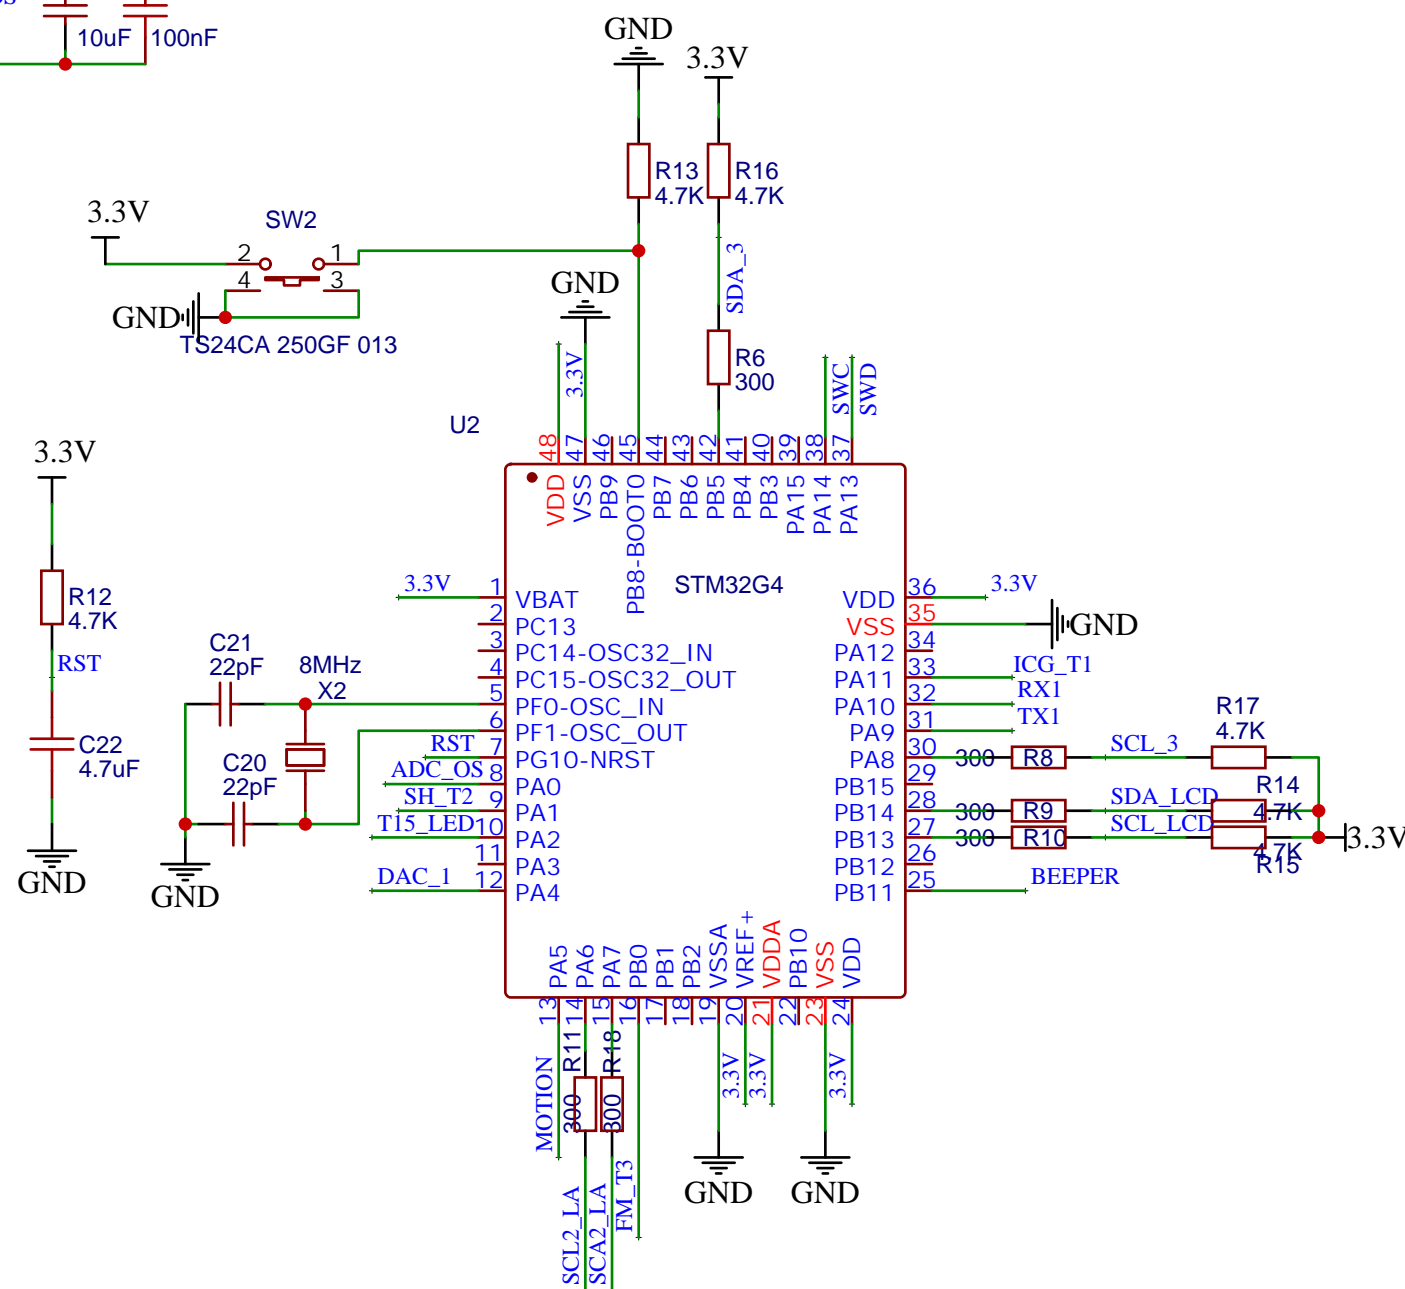 10uF 100nF
GND
3.3V
R13
4.7K
R16
4.7K
3.3V
SW2
2 1
4 3
GND
TS24CA 250GF 013
GND
SDA_3
R6
300
3.3V
SWC
SWD
U2
48 47 46 45 44 43 42 41 40 39 38 37
VDD VSS PB9 PB8-BOOT0 PB7 PB6 PB5 PB4 PB3 PA15 PA14 PA13
STM32G4
3.3V
R12
4.7K
RST
C22
4.7uF
GND
C21
22pF
8MHz
X2
C20
22pF
GND
3.3V 1 VBAT
2 PC13
3 PC14-OSC32_IN
4 PC15-OSC32_OUT
5 PF0-OSC_IN
6 PF1-OSC_OUT
RST 7 PG10-NRST
ADC_OS 8 PA0
SH_T2 9 PA1
T15_LED 10 PA2
11 PA3
DAC_1 12 PA4
VDD 36 3.3V
VSS 35 GND
PA12 34
PA11 33 ICG_T1
PA10 32 RX1
PA9 31 TX1
PA8 30 300 R8 SCL_3
R17
4.7K
PB15 29
PB14 28 300 R9 SDA_LCD
R14
4.7K
PB13 27 300 R10 SCL_LCD
4.7K
R15
3.3V
PB12 26
PB11 25 BEEPER
PA5 PA6 PA7 PB0 PB1 PB2 VSSA VREF+ VDDA PB10 VSS VDD
13 14 15 16 17 18 19 20 21 22 23 24
MOTION
R11
300
R18
300
SCL2_LA
SCA2_LA
FM_T3
3.3V
3.3V
3.3V
GND
GND